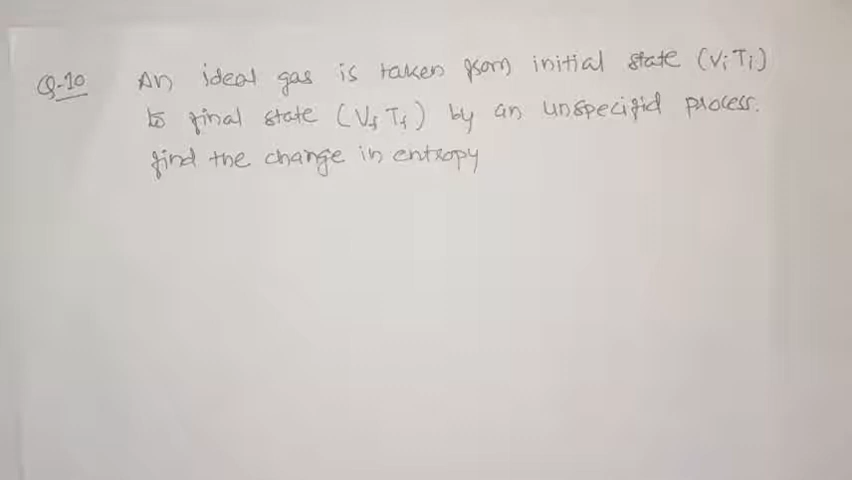 Q-10 An ideal gas is taken from initial state (Vi Ti)
to final state (Vf Tf) by an unspecifid process.
find the change in entropy